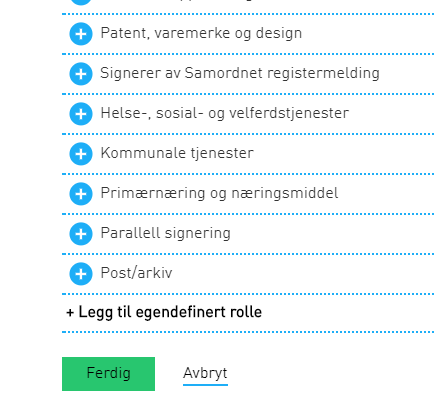 Patent, varemerke og design
Signerer av Samordnet registermelding
Helse-, sosial- og velferdstjenester
Kommunale tjenester
Primærnæring og næringsmiddel
Parallell signering
Post/arkiv
+ Legg til egendefinert rolle
Ferdig Avbryt